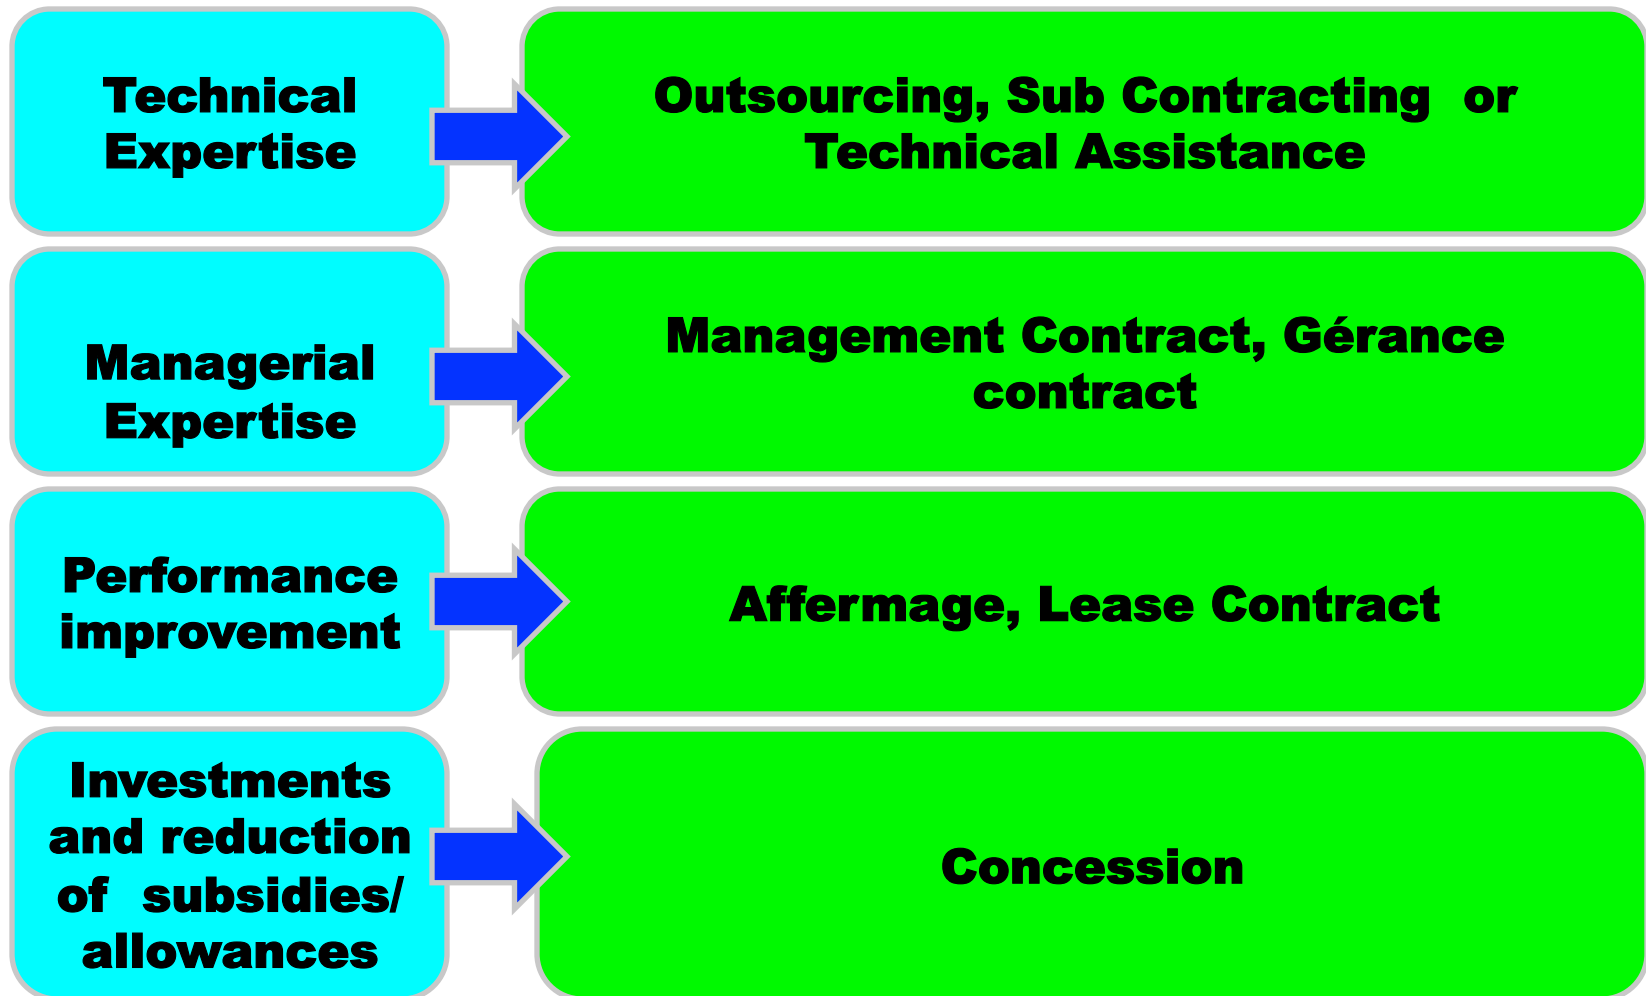 Technical
Expertise
Outsourcing, Sub Contracting or
Technical Assistance
Managerial
Expertise
Management Contract, Gérance
contract
Performance
improvement
Affermage, Lease Contract
Investments
and reduction
of subsidies/
allowances
Concession